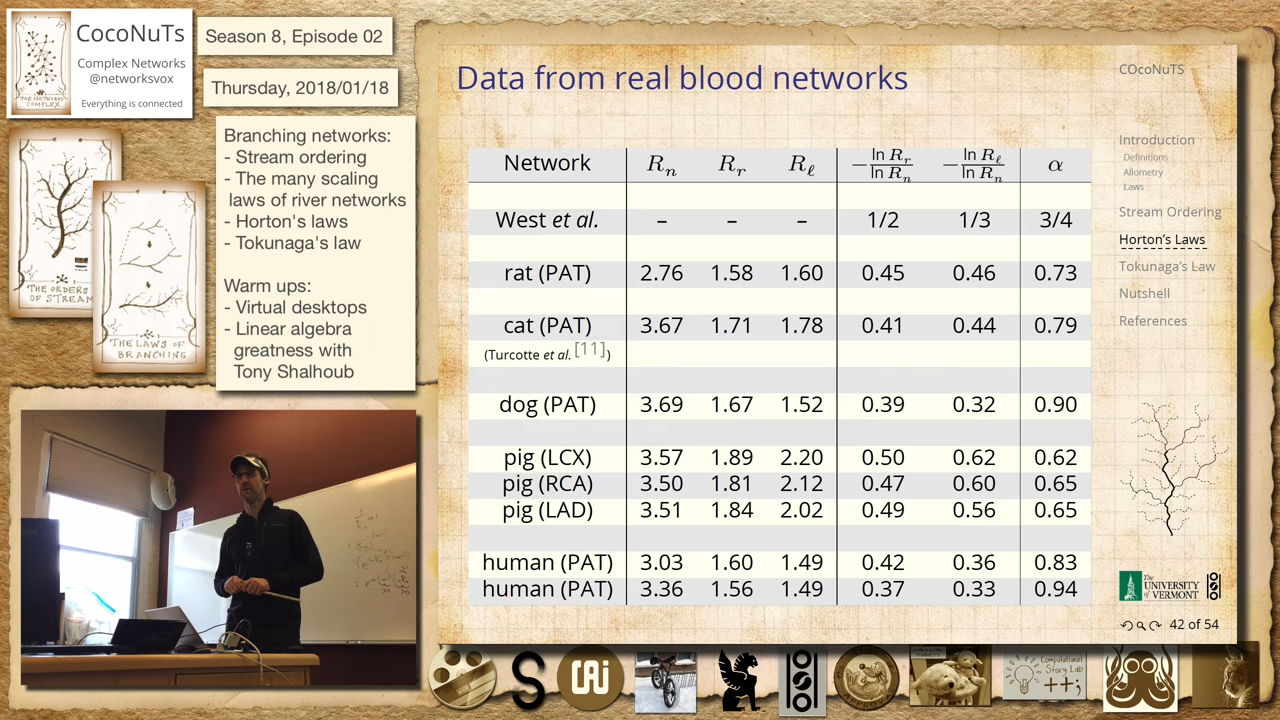 CocoNuTs
Complex Networks
@networksvox
Everything is connected
Season 8, Episode 02
Thursday, 2018/01/18
Branching networks:
- Stream ordering
- The many scaling
laws of river networks
- Horton's laws
- Tokunaga's law
Warm ups:
- Virtual desktops
- Linear algebra
greatness with
Tony Shalhoub
THE ORDERS
OF STREAM
THE LAWS OF
BRANCHING
Data from real blood networks
Network R_n R_r R_ℓ −ln R_r/ln R_n −ln R_ℓ/ln R_n α
West et al. – – – 1/2 1/3 3/4
rat (PAT) 2.76 1.58 1.60 0.45 0.46 0.73
cat (PAT) 3.67 1.71 1.78 0.41 0.44 0.79
(Turcotte et al. [11])
dog (PAT) 3.69 1.67 1.52 0.39 0.32 0.90
pig (LCX) 3.57 1.89 2.20 0.50 0.62 0.62
pig (RCA) 3.50 1.81 2.12 0.47 0.60 0.65
pig (LAD) 3.51 1.84 2.02 0.49 0.56 0.65
human (PAT) 3.03 1.60 1.49 0.42 0.36 0.83
human (PAT) 3.36 1.56 1.49 0.37 0.33 0.94
COcoNuTS
Introduction
Definitions
Allometry
Laws
Stream Ordering
Horton's Laws
Tokunaga's Law
Nutshell
References
The
UNIVERSITY
of VERMONT
42 of 54
Computational
Story Lab
++;